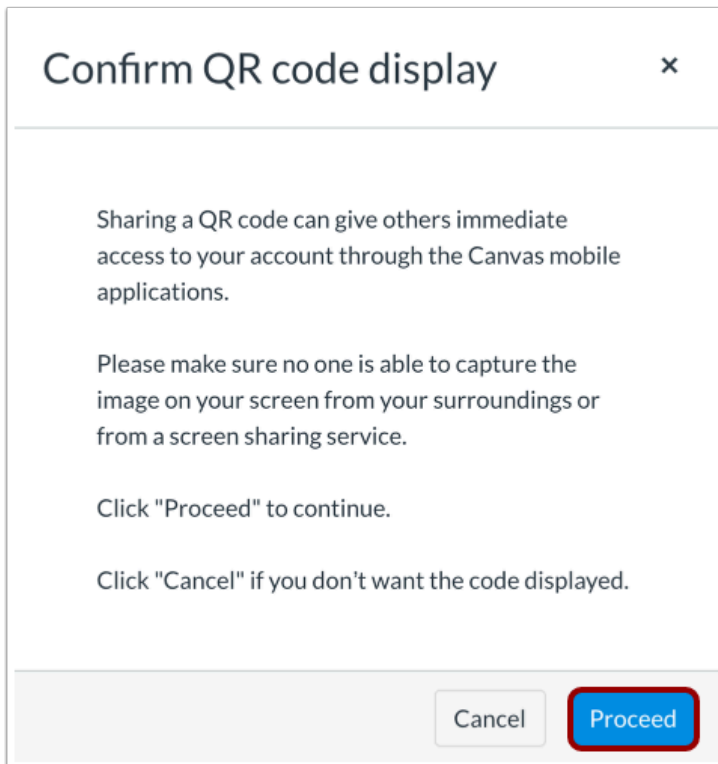 Confirm QR code display ×
Sharing a QR code can give others immediate
access to your account through the Canvas mobile
applications.
Please make sure no one is able to capture the
image on your screen from your surroundings or
from a screen sharing service.
Click "Proceed" to continue.
Click "Cancel" if you don't want the code displayed.
Cancel Proceed